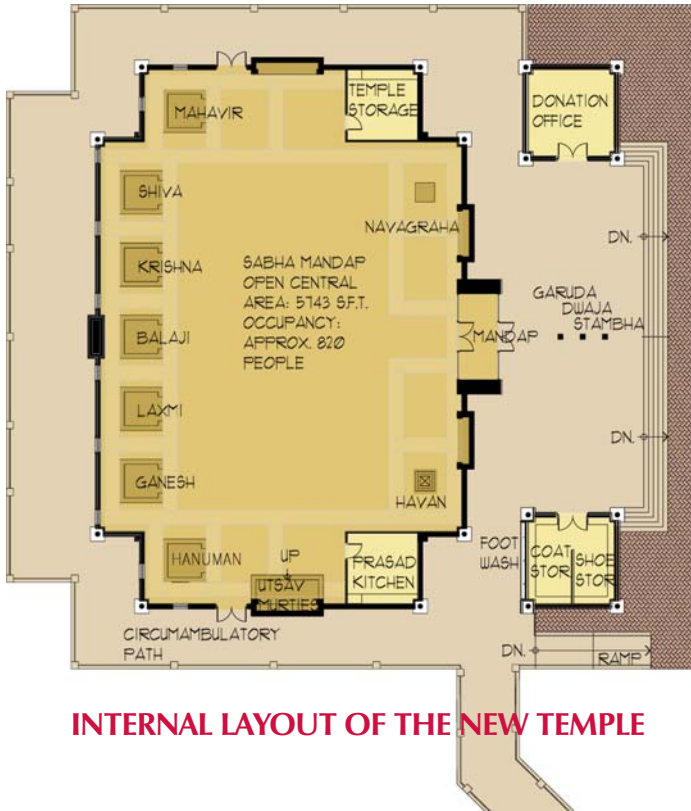 MAHAVIR
TEMPLE
STORAGE
DONATION
OFFICE
SHIVA
NAVAGRAHA
DN.
KRISHNA
SABHA MANDAP
OPEN CENTRAL
AREA: 5743 S.F.T.
OCCUPANCY:
APPROX. 820
PEOPLE
GARUDA
DWAJA
STAMBHA
BALAJI
MANDAP
LAXMI
DN.
GANESH
HAVAN
HANUMAN
UP
UTSAV
MURTIES
PRASAD
KITCHEN
FOOT
WASH
COAT
STOR
SHOE
STOR
CIRCUMAMBULATORY
PATH
DN.
RAMP
INTERNAL LAYOUT OF THE NEW TEMPLE